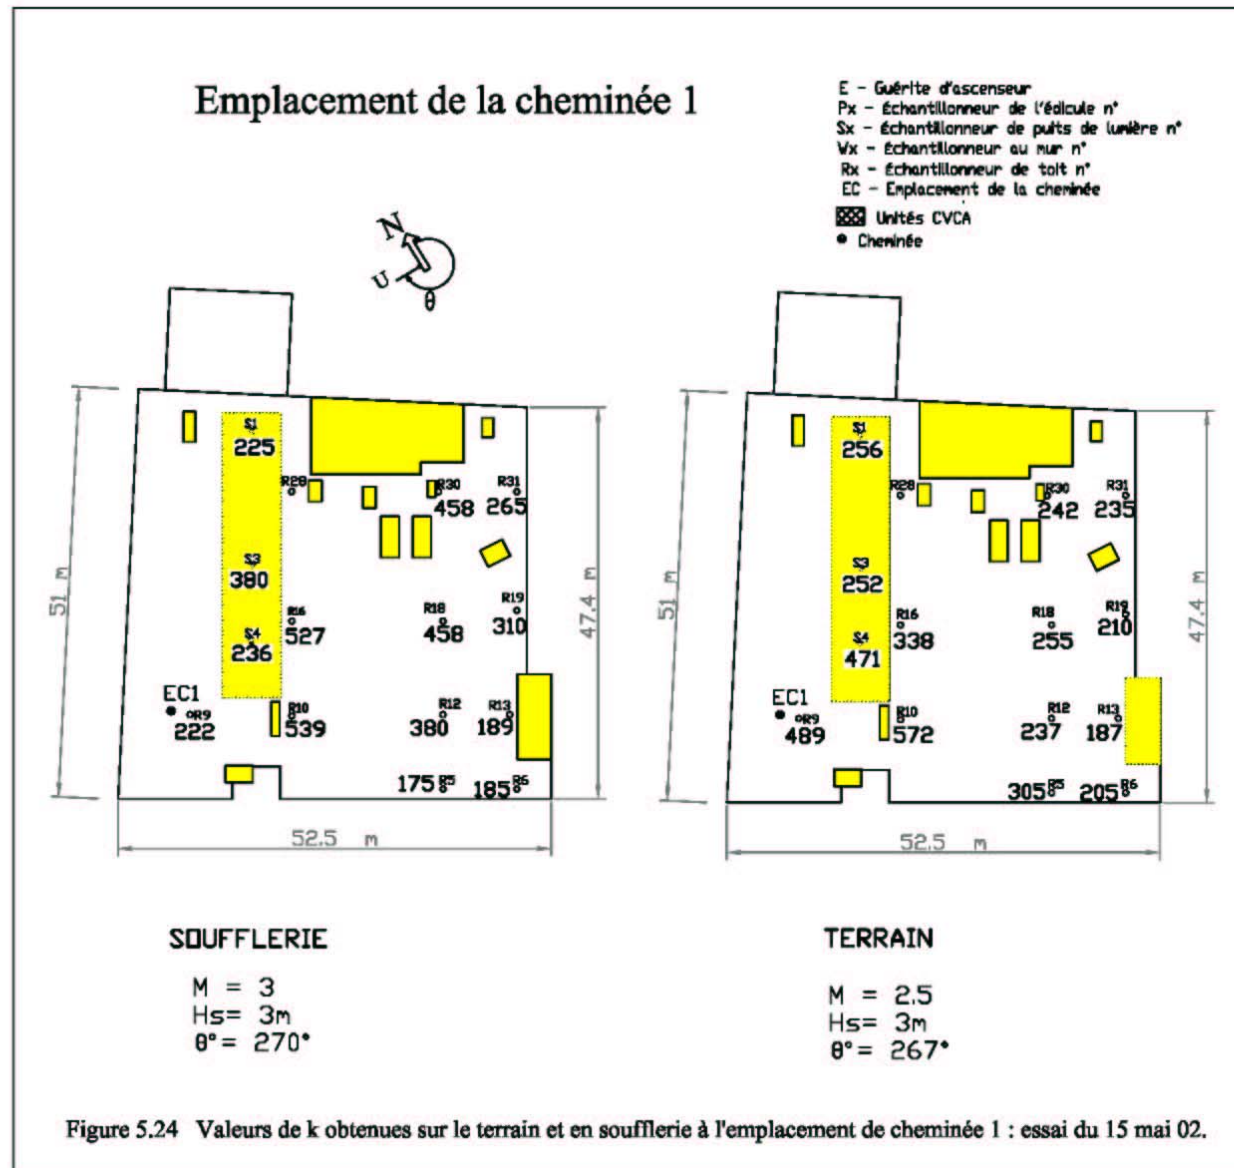 Emplacement de la cheminée 1
E - Guérite d'ascenseur
Px - Échantillonneur de l'édicule n°
Sx - Échantillonneur de puits de lumière n°
Wx - Échantillonneur au mur n°
Rx - Échantillonneur de toit n°
EC - Emplacement de la cheminée
Unités CVCA
Cheminée
N
U
θ
S1
225
R28
R30
458
R31
265
S3
380
R16
527
R18
458
R19
310
S4
236
EC1
R9
222
R10
539
R12
380
R13
189
175 R5
185 R6
51 m
47.4 m
52.5 m
S1
256
R28
R30
242
R31
235
S3
252
R16
338
R18
255
R19
210
S4
471
EC1
R9
489
R10
572
R12
237
R13
187
305 R5
205 R6
51 m
47.4 m
52.5 m
SOUFFLERIE
M = 3
Hs= 3m
θ°= 270°
TERRAIN
M = 2.5
Hs= 3m
θ°= 267°
Figure 5.24 Valeurs de k obtenues sur le terrain et en soufflerie à l'emplacement de cheminée 1 : essai du 15 mai 02.